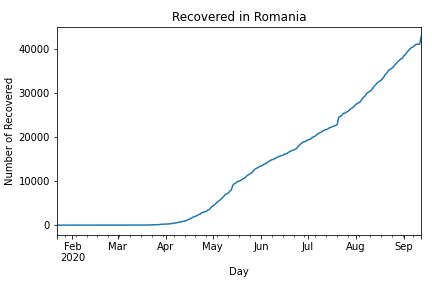 Recovered in Romania
Number of Recovered
40000
30000
20000
10000
0
Feb Mar Apr May Jun Jul Aug Sep
2020
Day